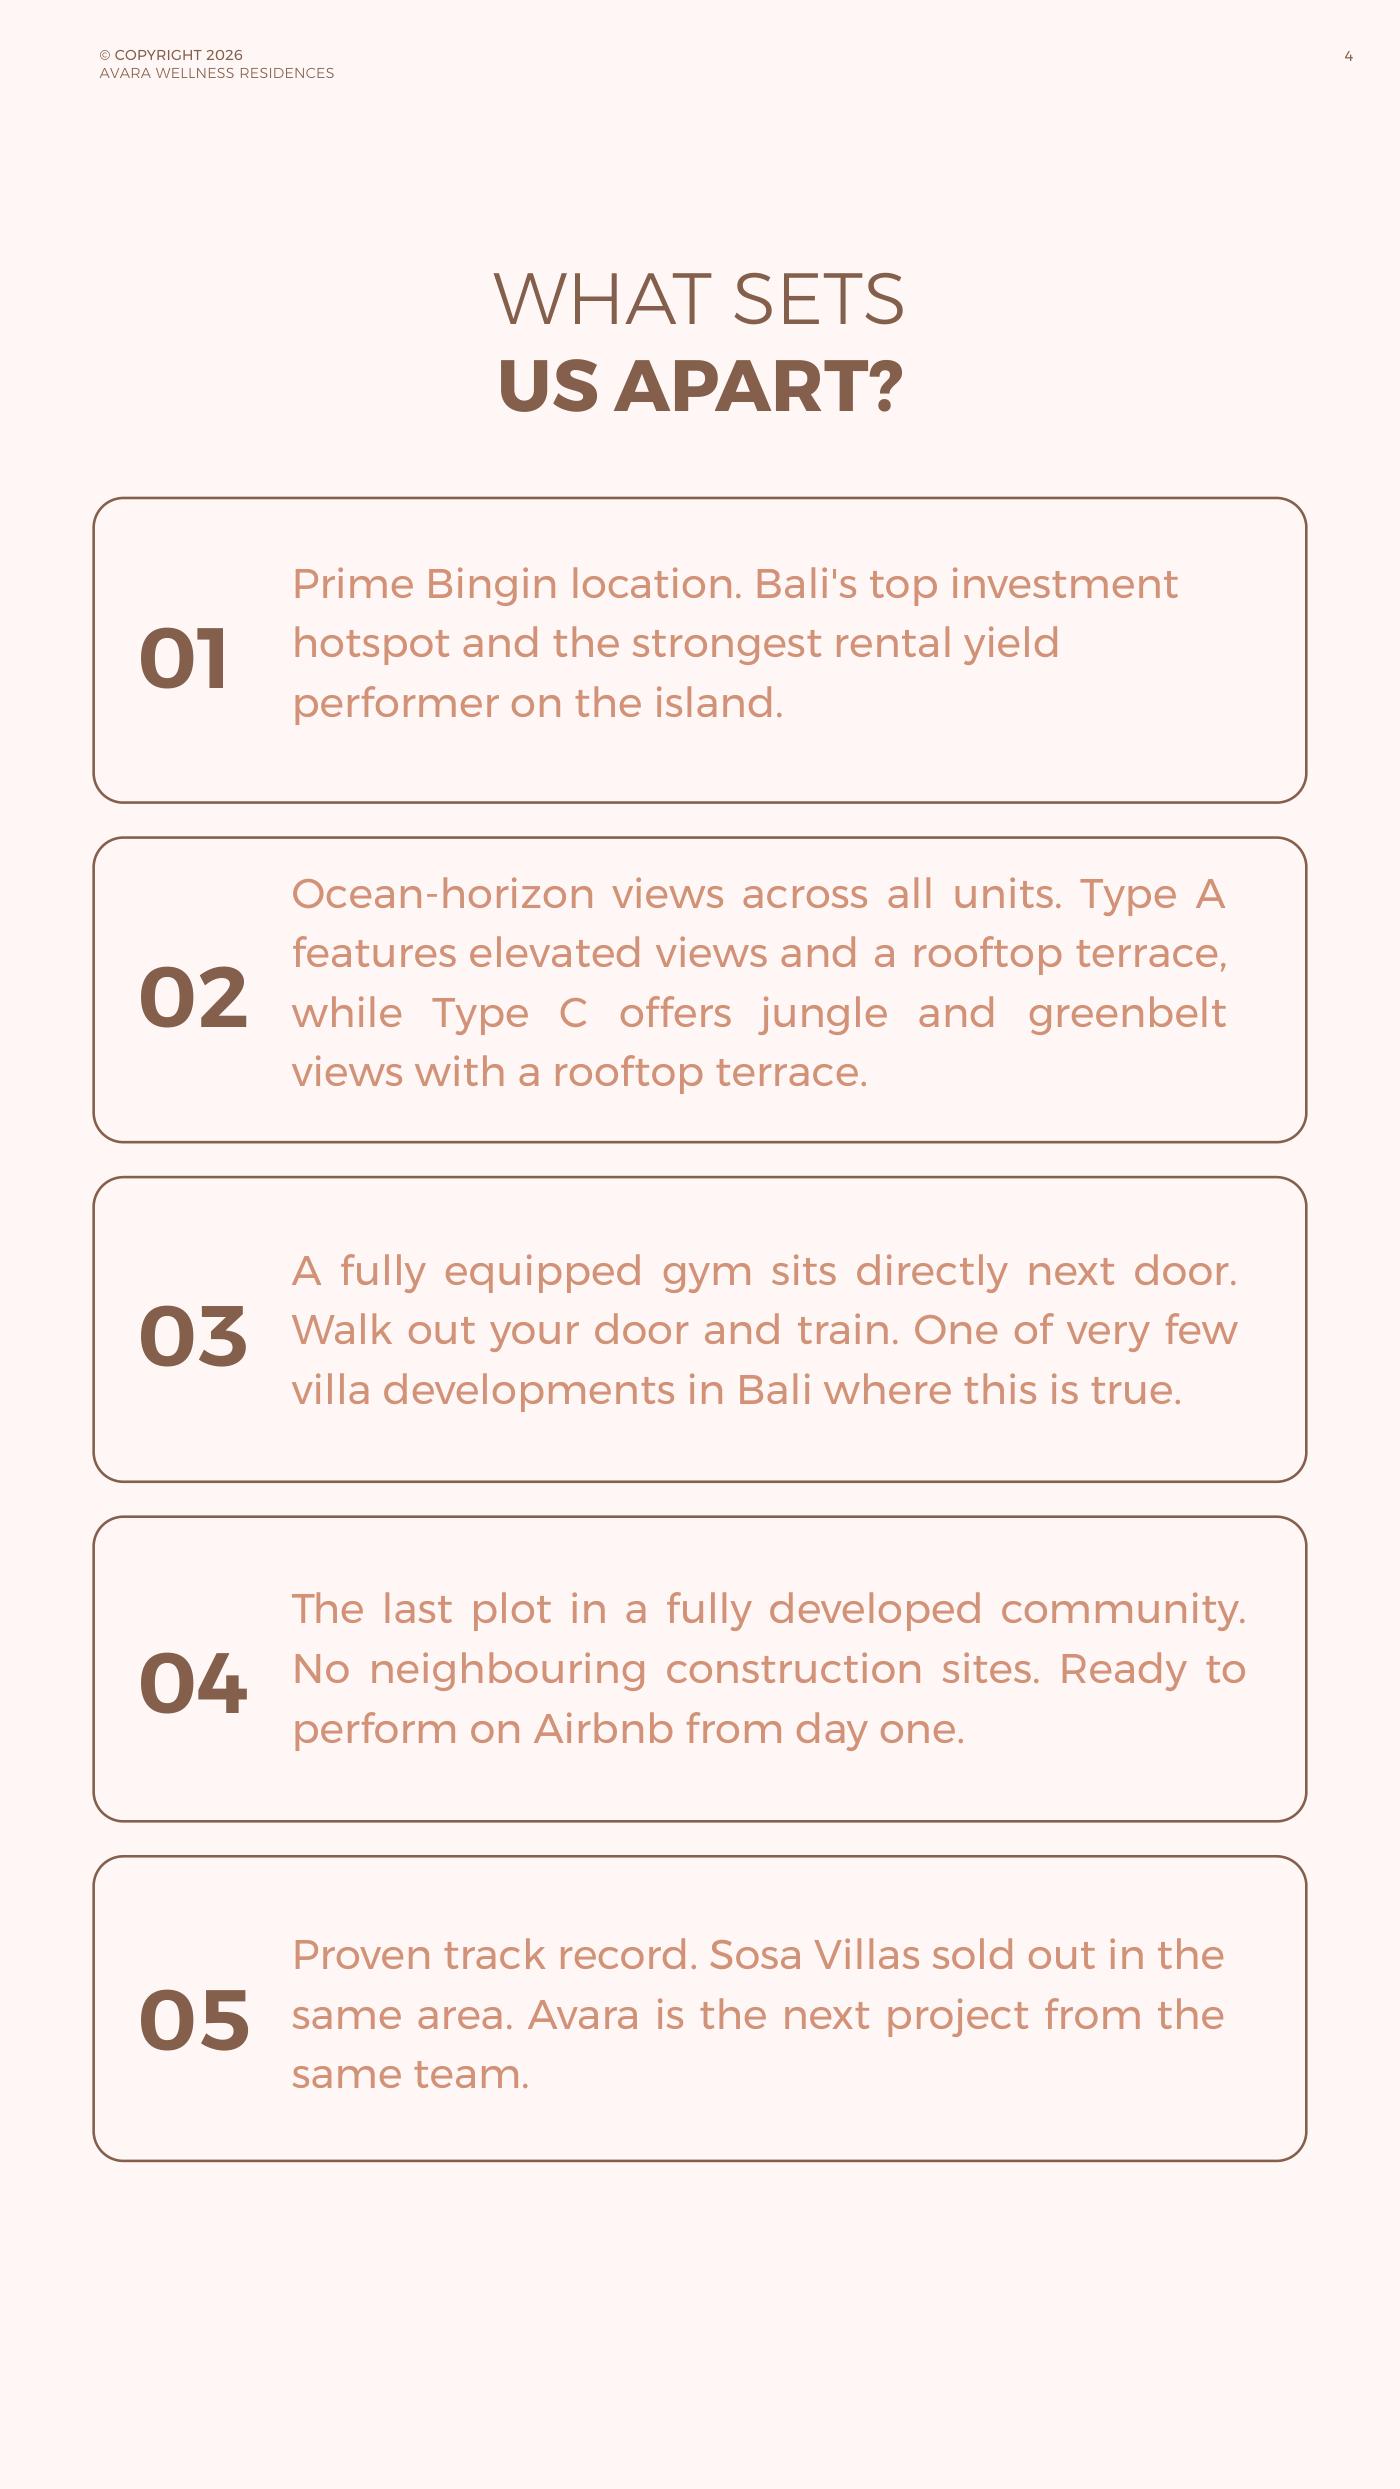 © COPYRIGHT 2026
AVARA WELLNESS RESIDENCES
4
WHAT SETS
US APART?
01
Prime Bingin location. Bali's top investment
hotspot and the strongest rental yield
performer on the island.
02
Ocean-horizon views across all units. Type A
features elevated views and a rooftop terrace,
while Type C offers jungle and greenbelt
views with a rooftop terrace.
03
A fully equipped gym sits directly next door.
Walk out your door and train. One of very few
villa developments in Bali where this is true.
04
The last plot in a fully developed community.
No neighbouring construction sites. Ready to
perform on Airbnb from day one.
05
Proven track record. Sosa Villas sold out in the
same area. Avara is the next project from the
same team.